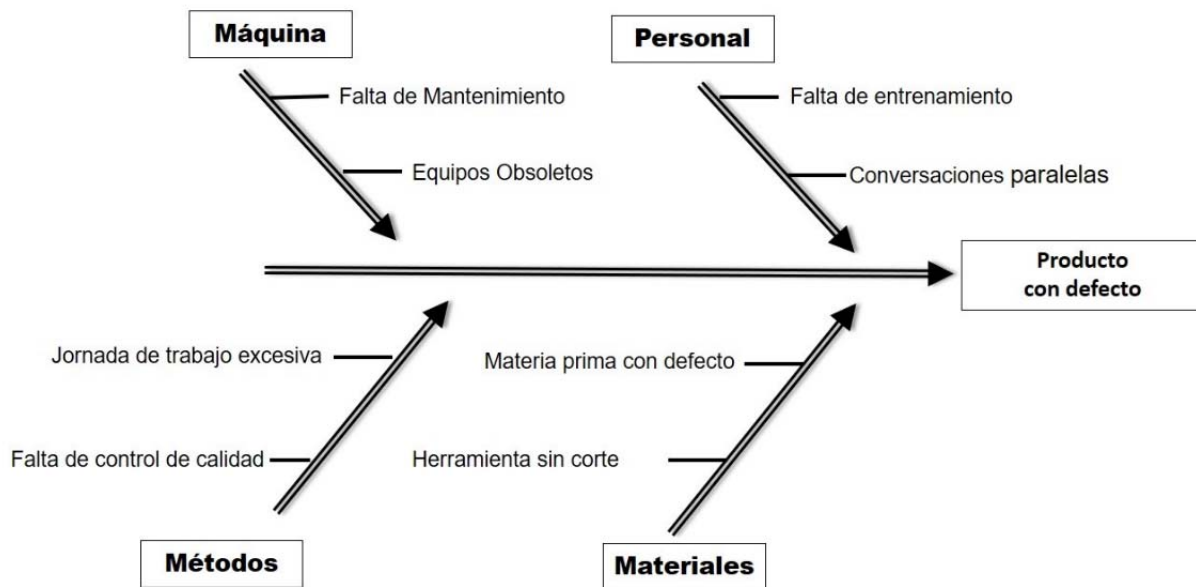 Máquina
Personal
Falta de Mantenimiento
Falta de entrenamiento
Equipos Obsoletos
Conversaciones paralelas
Producto
con defecto
Jornada de trabajo excesiva
Materia prima con defecto
Falta de control de calidad
Herramienta sin corte
Métodos
Materiales